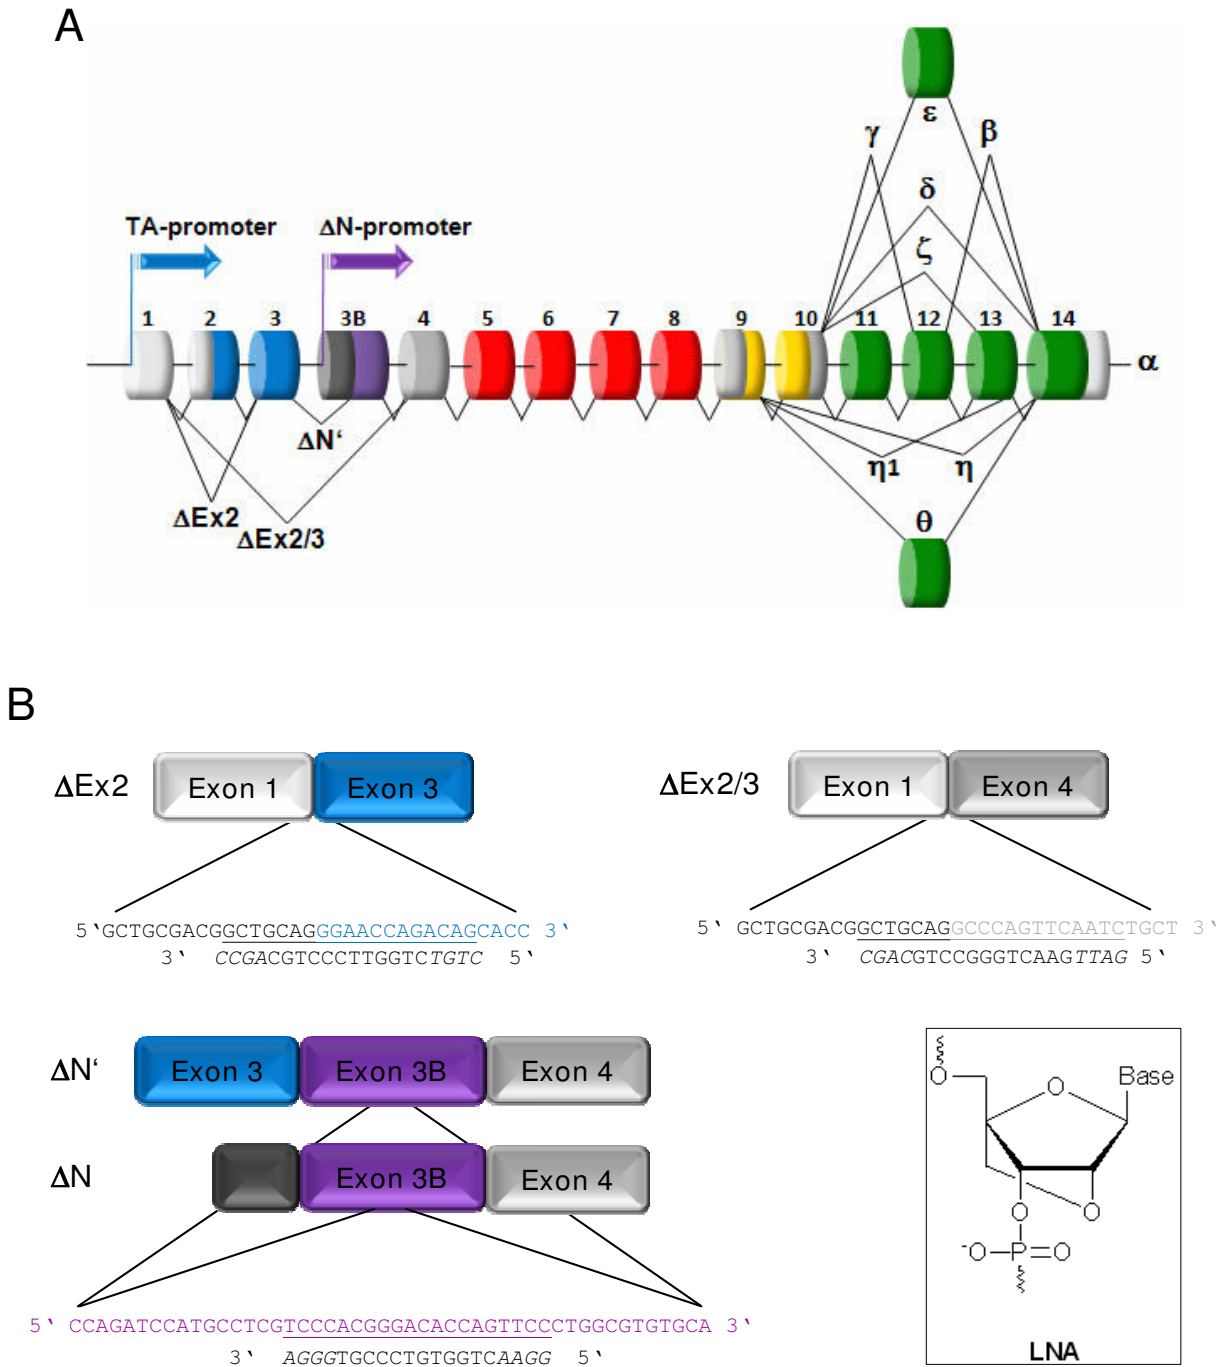 A
ε
γ β
δ
TA-promoter ΔN-promoter
ζ
1 2 3 3B 4 5 6 7 8 9 10 11 12 13 14
α
ΔN‘
η1 η
ΔEx2
θ
ΔEx2/3
B
ΔEx2 Exon 1 Exon 3
ΔEx2/3 Exon 1 Exon 4
5‘GCTGCGACGGCTGCAGGGAACCAGACAGCACC 3‘
3‘ CCGACGTCCCTTGGTCTGTC 5‘
5‘ GCTGCGACGGCTGCAGGCCCAGTTCAATCTGCT 3‘
3‘ CGACGTCCGGGTCAAGTTAG 5‘
ΔN‘ Exon 3 Exon 3B Exon 4
ΔN Exon 3B Exon 4
5‘ CCAGATCCATGCCTCGTCCCACGGGACACCAGTTCCCTGGCGTGTGCA 3‘
3‘ AGGGTGCCCTGTGGTCAAGG 5‘
O O Base
O O
-O-P=O
LNA